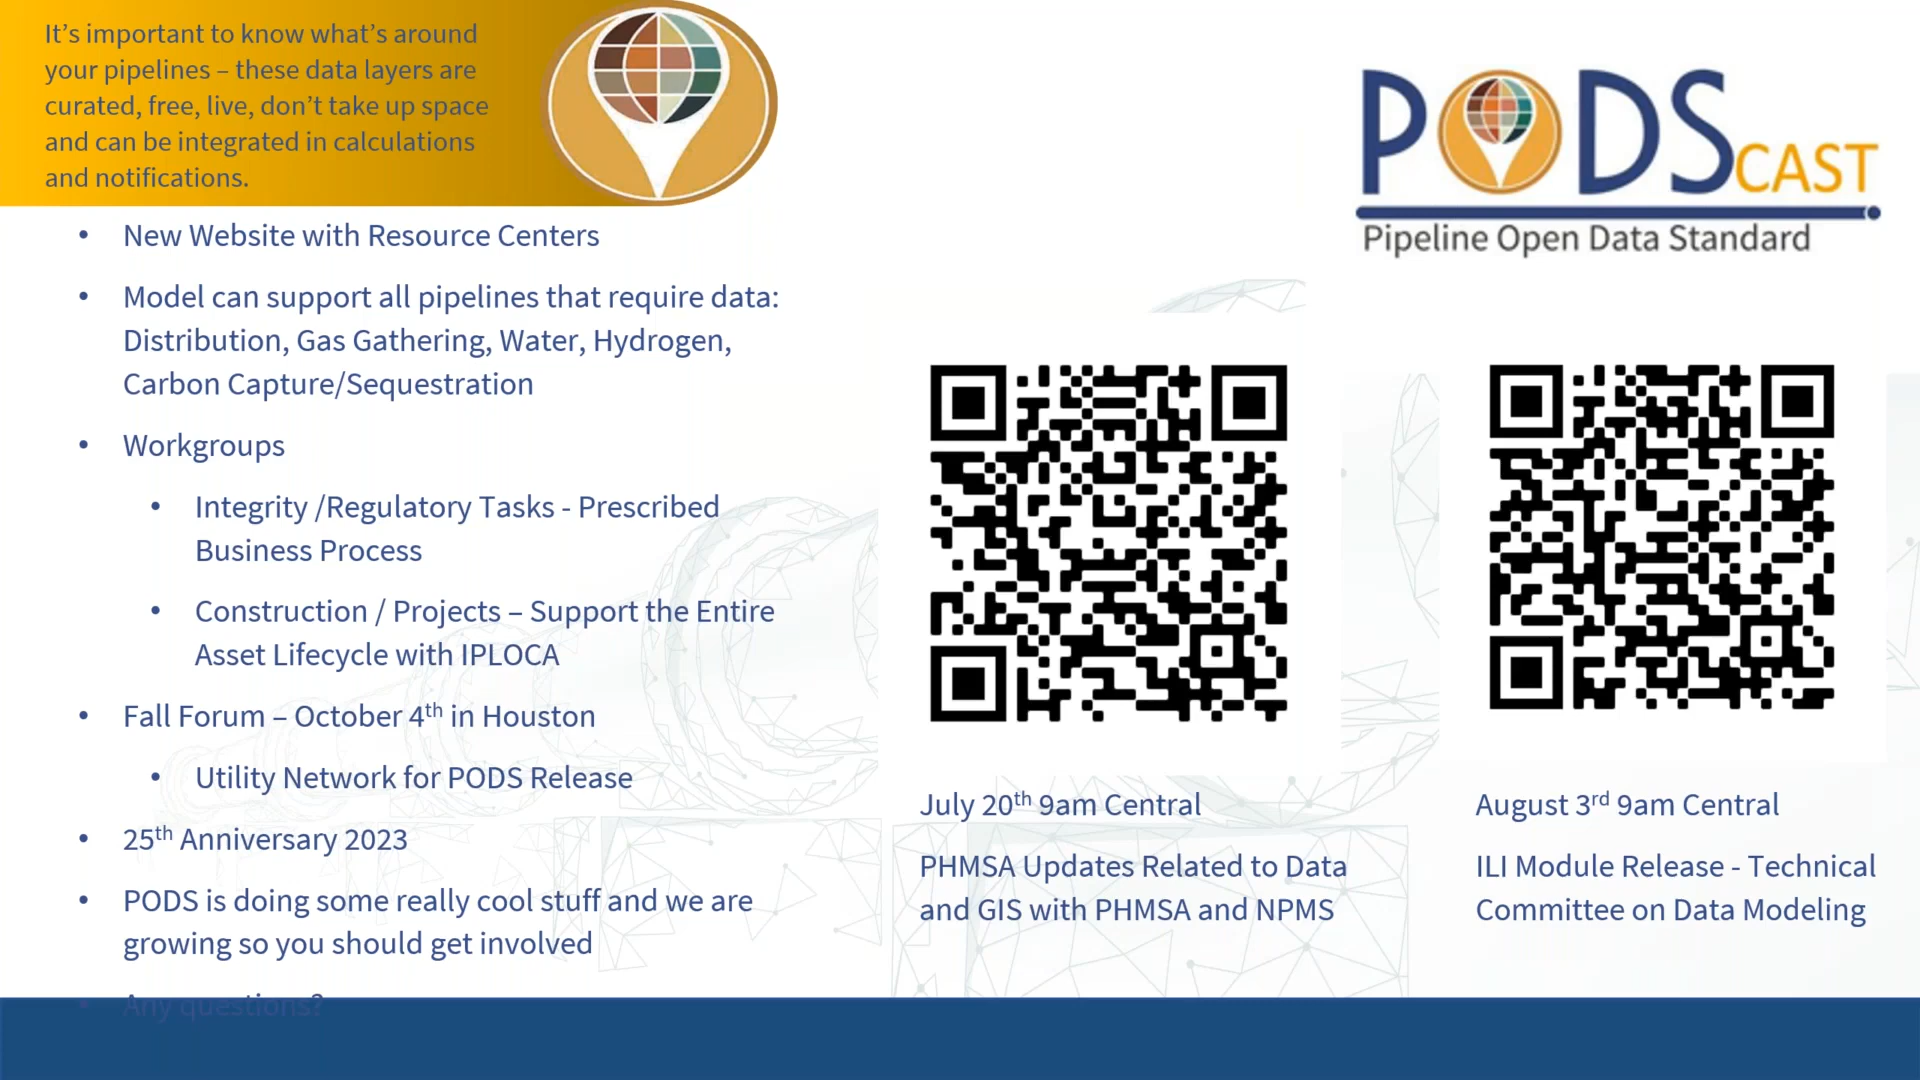 It’s important to know what’s around
your pipelines – these data layers are
curated, free, live, don’t take up space
and can be integrated in calculations
and notifications.
PODSCAST
Pipeline Open Data Standard
• New Website with Resource Centers
• Model can support all pipelines that require data:
Distribution, Gas Gathering, Water, Hydrogen,
Carbon Capture/Sequestration
• Workgroups
• Integrity /Regulatory Tasks - Prescribed
Business Process
• Construction / Projects – Support the Entire
Asset Lifecycle with IPLOCA
• Fall Forum – October 4th in Houston
• Utility Network for PODS Release
• 25th Anniversary 2023
• PODS is doing some really cool stuff and we are
growing so you should get involved
• Any questions?
July 20th 9am Central
PHMSA Updates Related to Data
and GIS with PHMSA and NPMS
August 3rd 9am Central
ILI Module Release - Technical
Committee on Data Modeling